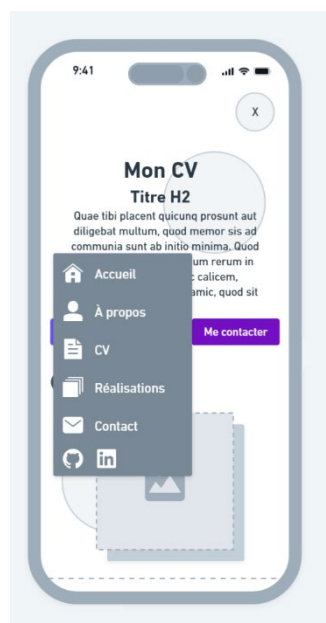 9:41
X
Mon CV
Titre H2
Quae tibi placent quicunq prosunt aut
diligebat multum, quod memor sis ad
communia sunt ab initio minima. Quod
um rerum in
Accueil
c calicem,
amic, quod sit
À propos
Me contacter
CV
Réalisations
Contact
in